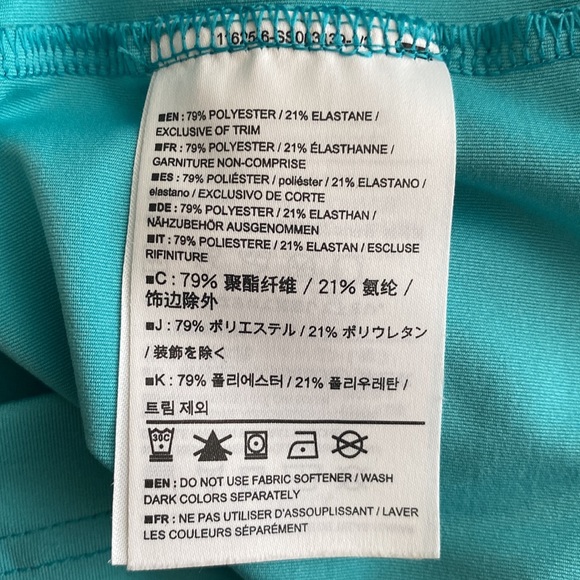 ■EN : 79% POLYESTER / 21% ELASTANE /
EXCLUSIVE OF TRIM
■FR : 79% POLYESTER / 21% ÉLASTHANNE /
GARNITURE NON-COMPRISE
■ES : 79% POLIÉSTER / poliéster / 21% ELASTANO /
elastano / EXCLUSIVO DE CORTE
■DE : 79% POLYESTER / 21% ELASTHAN /
NÄHZUBEHÖR AUSGENOMMEN
■IT : 79% POLIESTERE / 21% ELASTAN / ESCLUSE
RIFINITURE
■C : 79% 聚酯纤维 / 21% 氨纶 /
饰边除外
■J : 79% ポリエステル / 21% ポリウレタン
/ 装飾を除く
■K : 79% 폴리에스터 / 21% 폴리우레탄 /
트림 제외
30C
■EN : DO NOT USE FABRIC SOFTENER / WASH
DARK COLORS SEPARATELY
■FR : NE PAS UTILISER D'ASSOUPLISSANT / LAVER
LES COULEURS SÉPARÉMENT